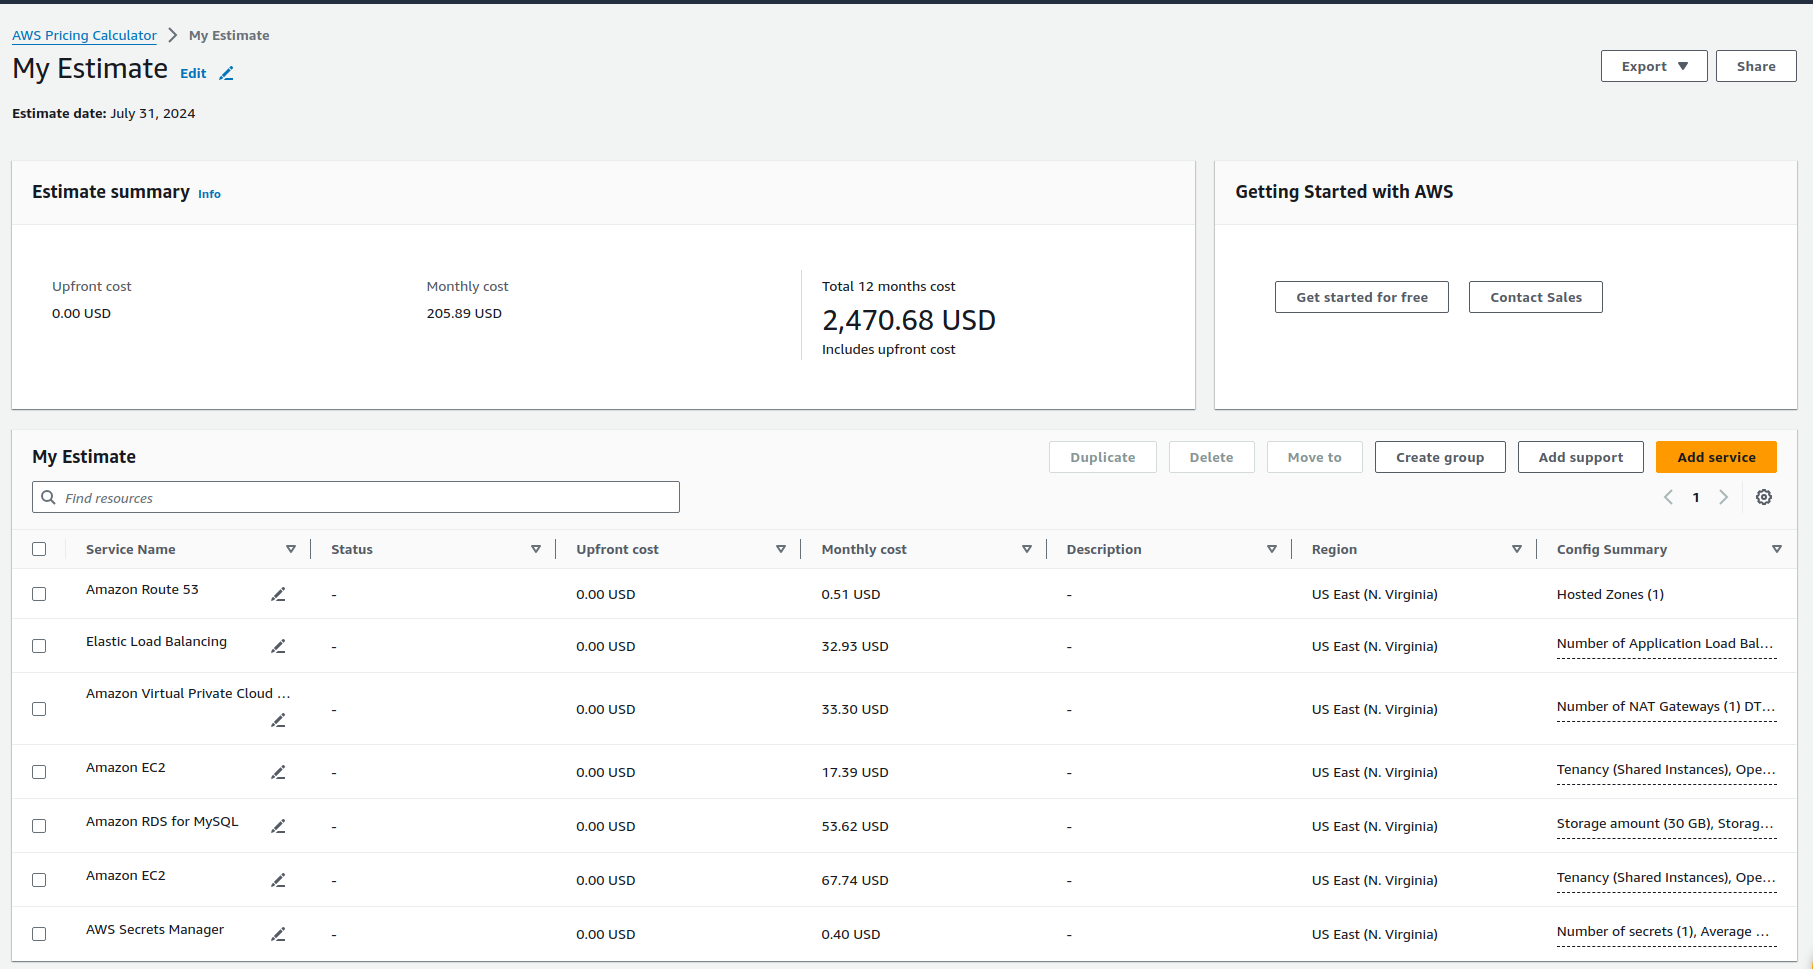 AWS Pricing Calculator > My Estimate
My Estimate Edit
Export ▼ Share
Estimate date: July 31, 2024
Estimate summary Info
Upfront cost
0.00 USD
Monthly cost
205.89 USD
Total 12 months cost
2,470.68 USD
Includes upfront cost
Getting Started with AWS
Get started for free Contact Sales
My Estimate
Duplicate Delete Move to Create group Add support Add service
Find resources
1
Service Name Status Upfront cost Monthly cost Description Region Config Summary
Amazon Route 53 - 0.00 USD 0.51 USD - US East (N. Virginia) Hosted Zones (1)
Elastic Load Balancing - 0.00 USD 32.93 USD - US East (N. Virginia) Number of Application Load Bal...
Amazon Virtual Private Cloud ... - 0.00 USD 33.30 USD - US East (N. Virginia) Number of NAT Gateways (1) DT...
Amazon EC2 - 0.00 USD 17.39 USD - US East (N. Virginia) Tenancy (Shared Instances), Ope...
Amazon RDS for MySQL - 0.00 USD 53.62 USD - US East (N. Virginia) Storage amount (30 GB), Storag...
Amazon EC2 - 0.00 USD 67.74 USD - US East (N. Virginia) Tenancy (Shared Instances), Ope...
AWS Secrets Manager - 0.00 USD 0.40 USD - US East (N. Virginia) Number of secrets (1), Average ...